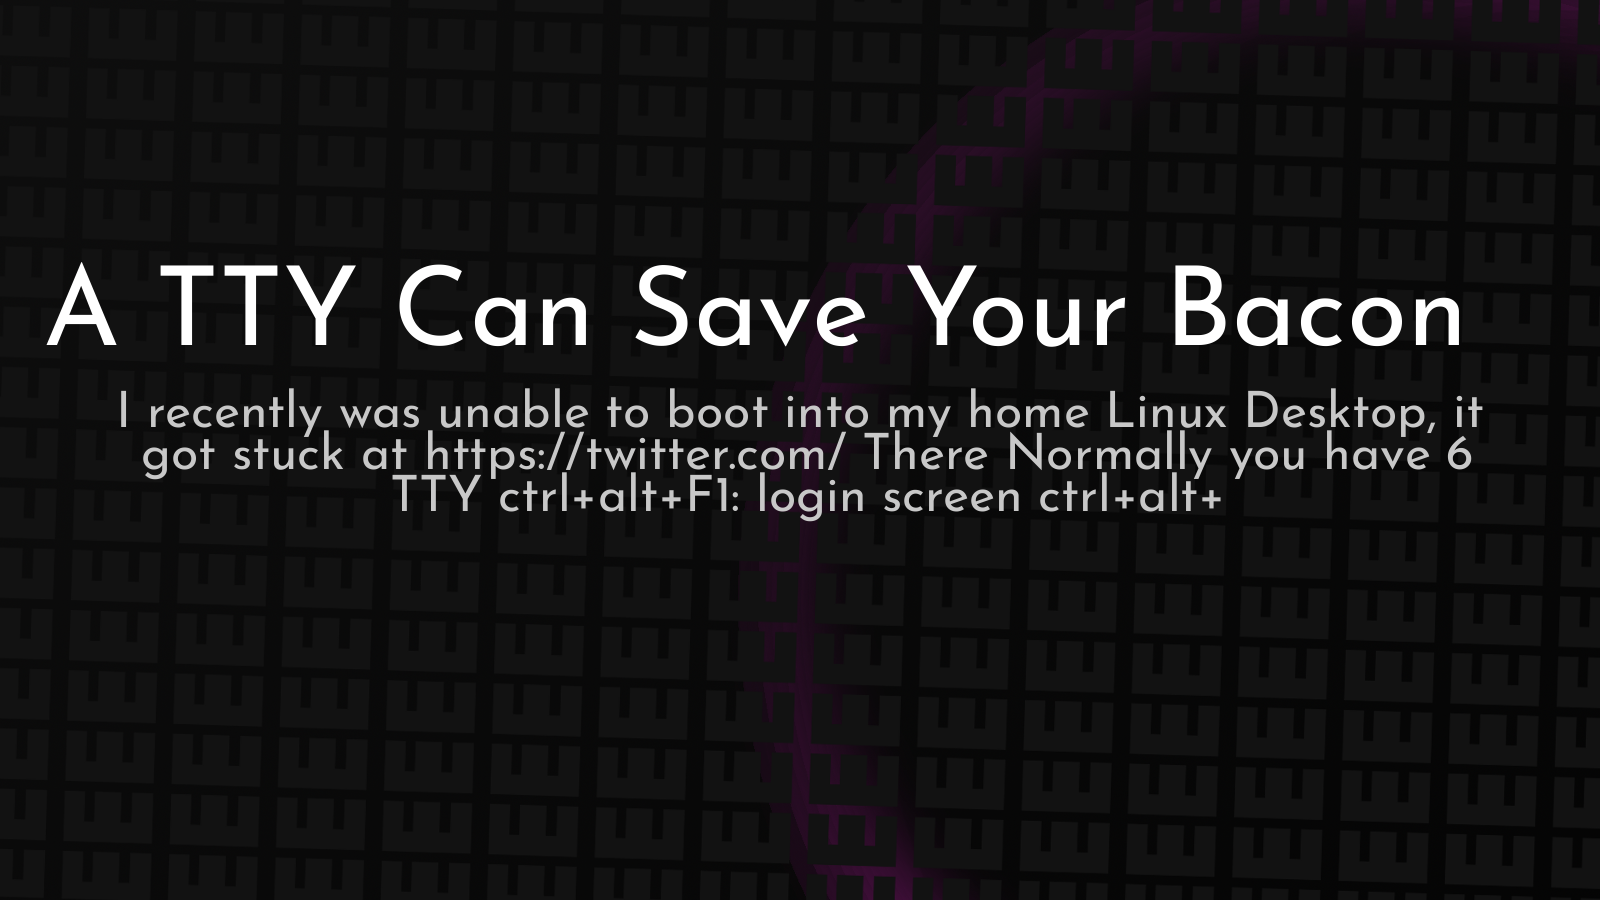 A TTY Can Save Your Bacon
I recently was unable to boot into my home Linux Desktop, it
got stuck at https://twitter.com/ There Normally you have 6
TTY ctrl+alt+F1: login screen ctrl+alt+